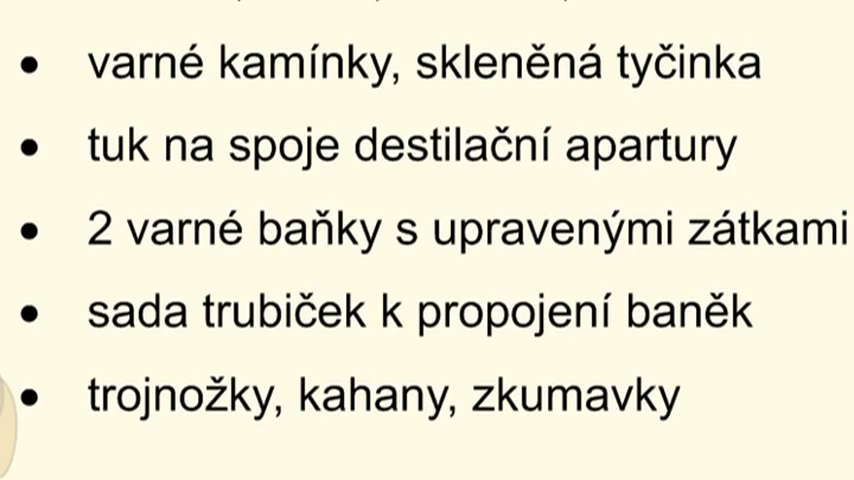 • varné kamínky, skleněná tyčinka
• tuk na spoje destilační apartury
• 2 varné baňky s upravenými zátkami
• sada trubiček k propojení baněk
• trojnožky, kahany, zkumavky